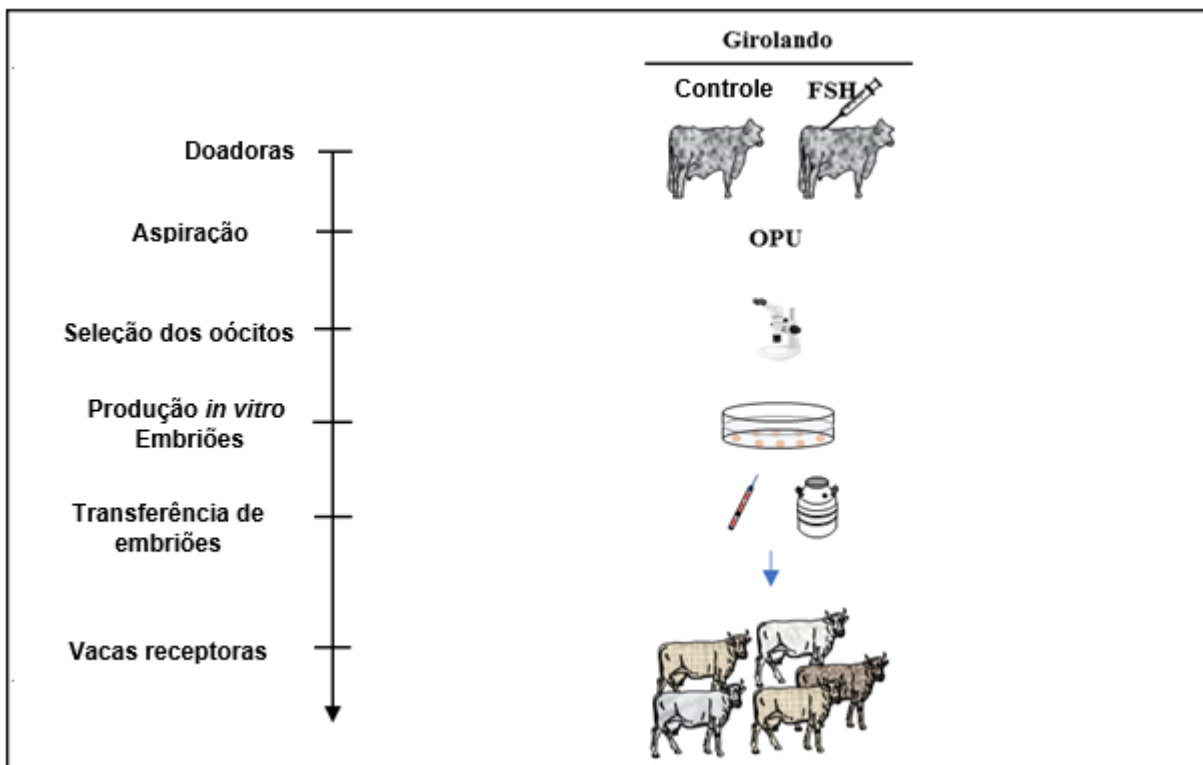 Girolando
Controle FSH
Doadoras
Aspiração
OPU
Seleção dos oócitos
Produção in vitro
Embriões
Transferência de
embriões
Vacas receptoras